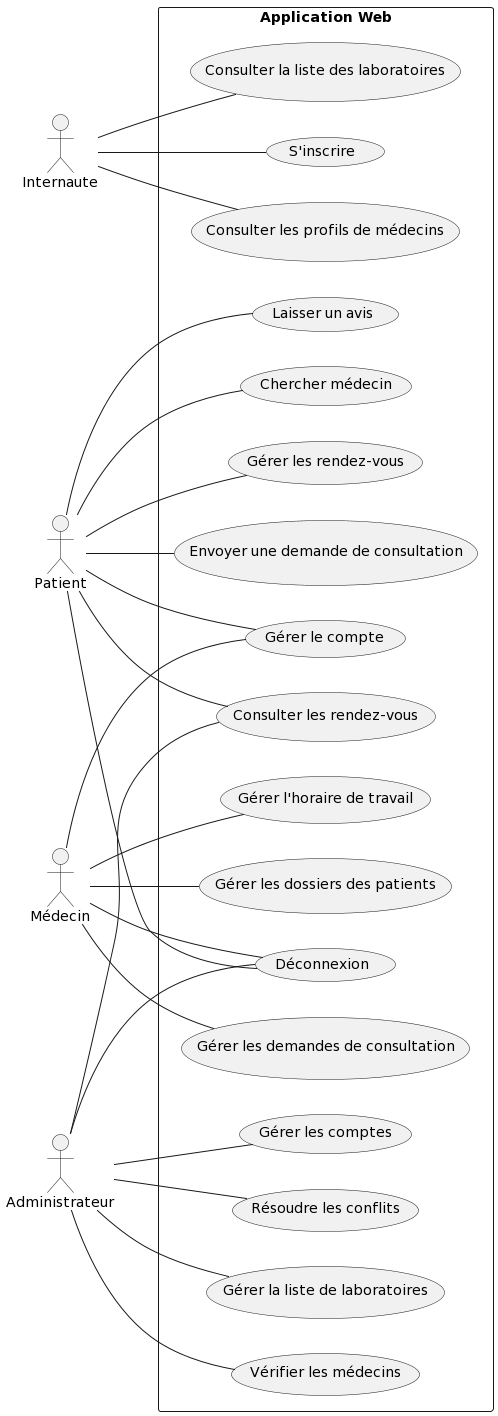 Application Web
Consulter la liste des laboratoires
S'inscrire
Internaute
Consulter les profils de médecins
Laisser un avis
Chercher médecin
Gérer les rendez-vous
Envoyer une demande de consultation
Patient
Gérer le compte
Consulter les rendez-vous
Gérer l'horaire de travail
Gérer les dossiers des patients
Médecin
Déconnexion
Gérer les demandes de consultation
Gérer les comptes
Administrateur
Résoudre les conflits
Gérer la liste de laboratoires
Vérifier les médecins